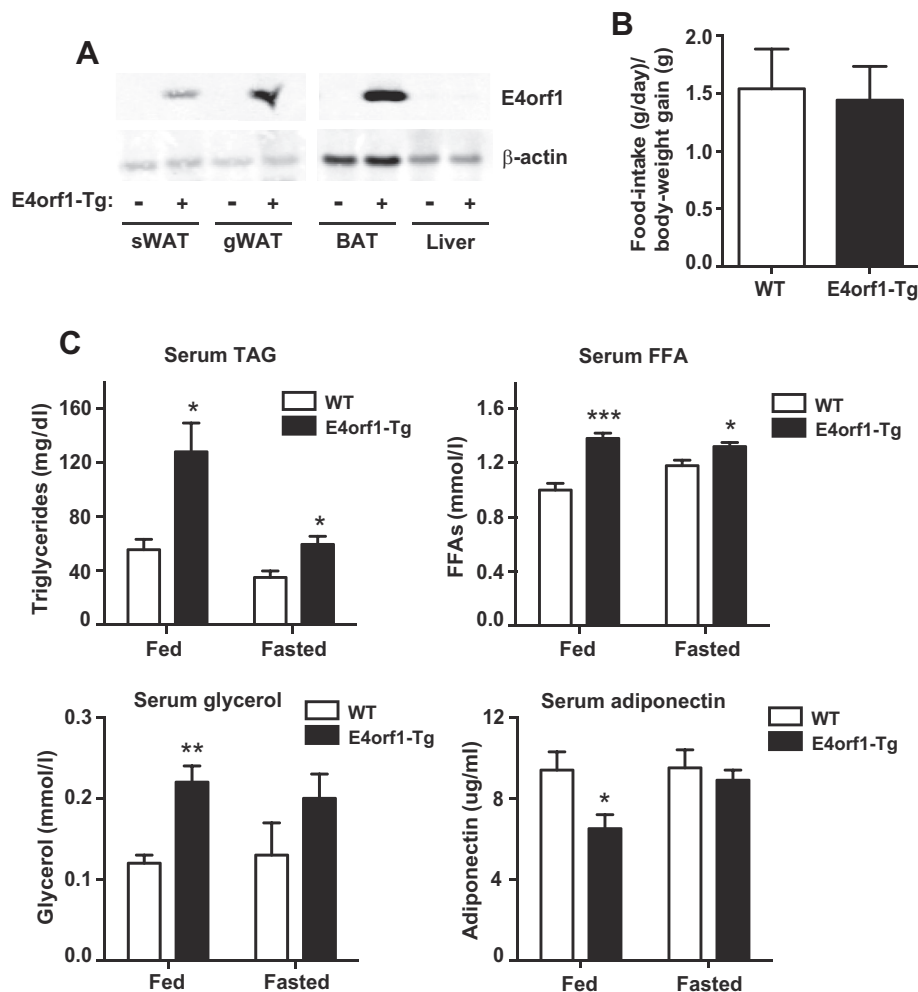 A
E4orf1
β-actin
E4orf1-Tg: - + - + - + - +
sWAT gWAT BAT Liver
B
Food-intake (g/day)/
body-weight gain (g)
2.0
1.5
1.0
0.5
0.0
WT E4orf1-Tg
C
Serum TAG
Triglycerides (mg/dl)
160
120
80
40
0
WT
E4orf1-Tg
*
*
Fed Fasted
Serum FFA
FFAs (mmol/l)
1.6
1.2
0.8
0.4
0.0
WT
E4orf1-Tg
***
*
Fed Fasted
Serum glycerol
Glycerol (mmol/l)
0.3
0.2
0.1
0.0
WT
E4orf1-Tg
**
Fed Fasted
Serum adiponectin
Adiponectin (ug/ml)
12
9
6
4
0
WT
E4orf1-Tg
*
Fed Fasted